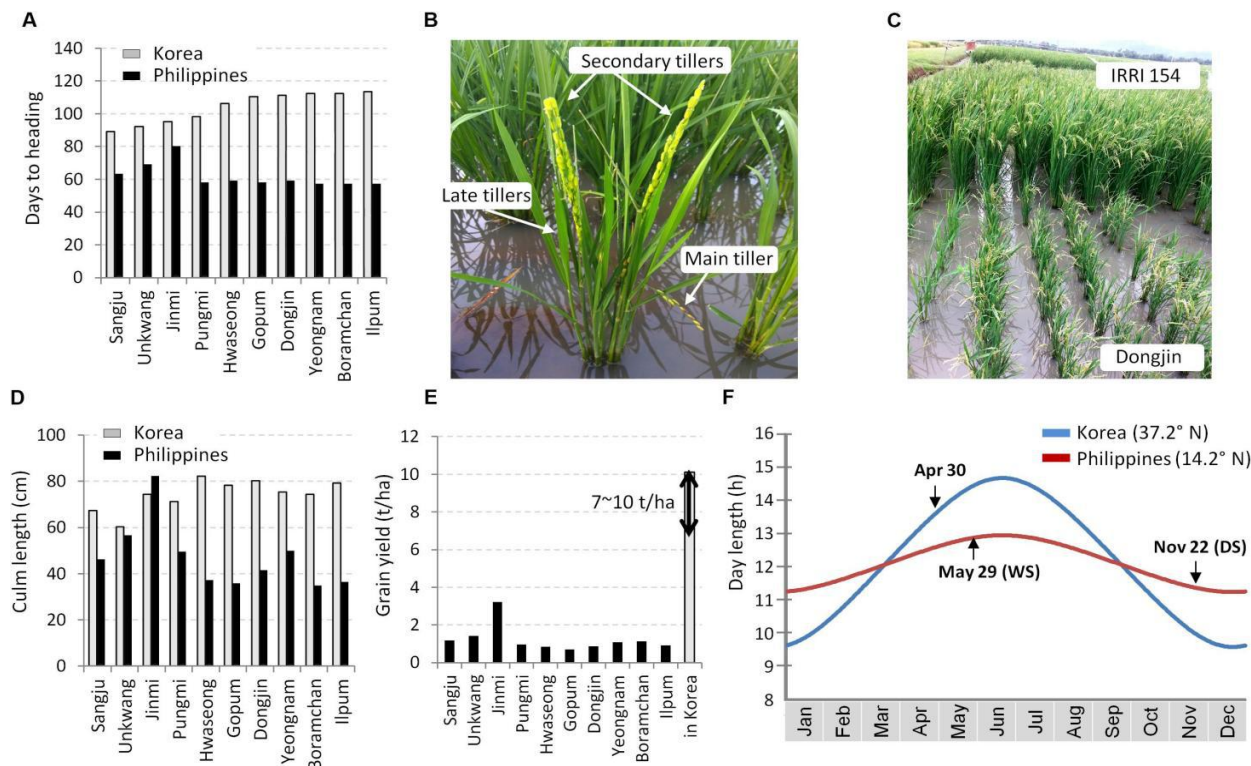 A
Korea
Philippines
Days to heading
140
120
100
80
60
40
20
0
Sangju
Unkwang
Jinmi
Pungmi
Hwaseong
Gopum
Dongjin
Yeongnam
Boramchan
Ilpum
B
Secondary tillers
Late tillers
Main tiller
C
IRRI 154
Dongjin
D
Korea
Philippines
Culm length (cm)
100
80
60
40
20
0
Sangju
Unkwang
Jinmi
Pungmi
Hwaseong
Gopum
Dongjin
Yeongnam
Boramchan
Ilpum
E
Grain yield (t/ha)
12
10
8
6
4
2
0
7~10 t/ha
Sangju
Unkwang
Jinmi
Pungmi
Hwaseong
Gopum
Dongjin
Yeongnam
Boramchan
Ilpum
in Korea
F
Korea (37.2° N)
Philippines (14.2° N)
Day length (h)
16
15
14
13
12
11
10
9
8
Apr 30
May 29 (WS)
Nov 22 (DS)
Jan
Feb
Mar
Apr
May
Jun
Jul
Aug
Sep
Oct
Nov
Dec